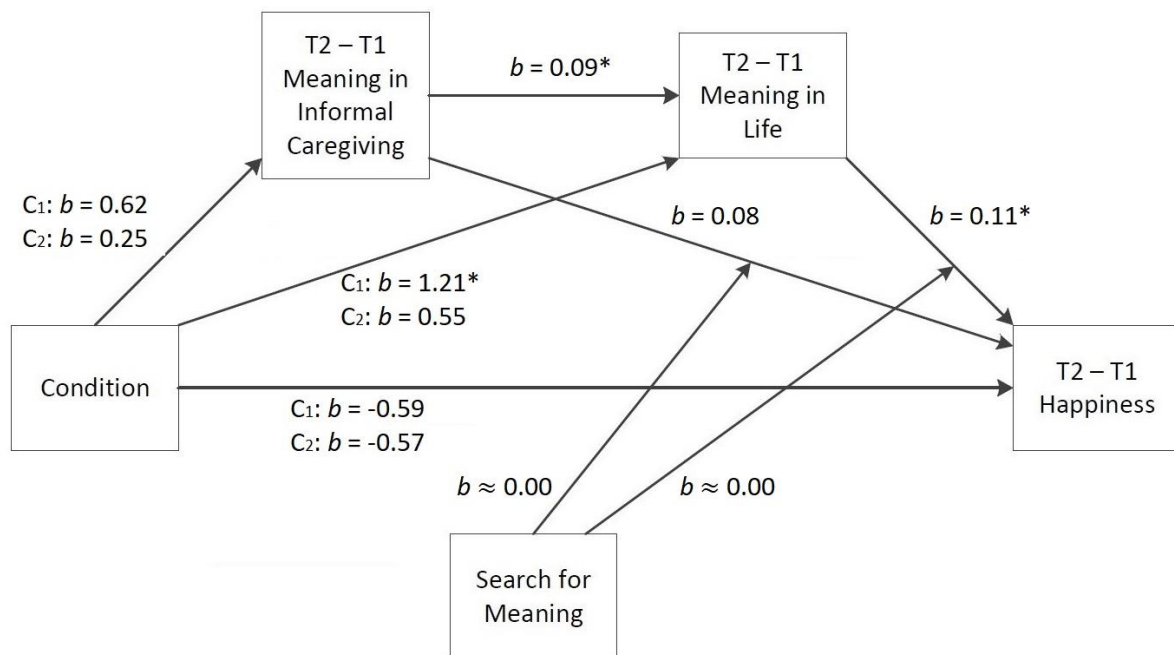 T2 – T1
Meaning in
Informal
Caregiving
b = 0.09*
T2 – T1
Meaning in
Life
C₁: b = 0.62
C₂: b = 0.25
b = 0.08
b = 0.11*
C₁: b = 1.21*
C₂: b = 0.55
Condition
C₁: b = -0.59
C₂: b = -0.57
T2 – T1
Happiness
b ≈ 0.00
b ≈ 0.00
Search for
Meaning